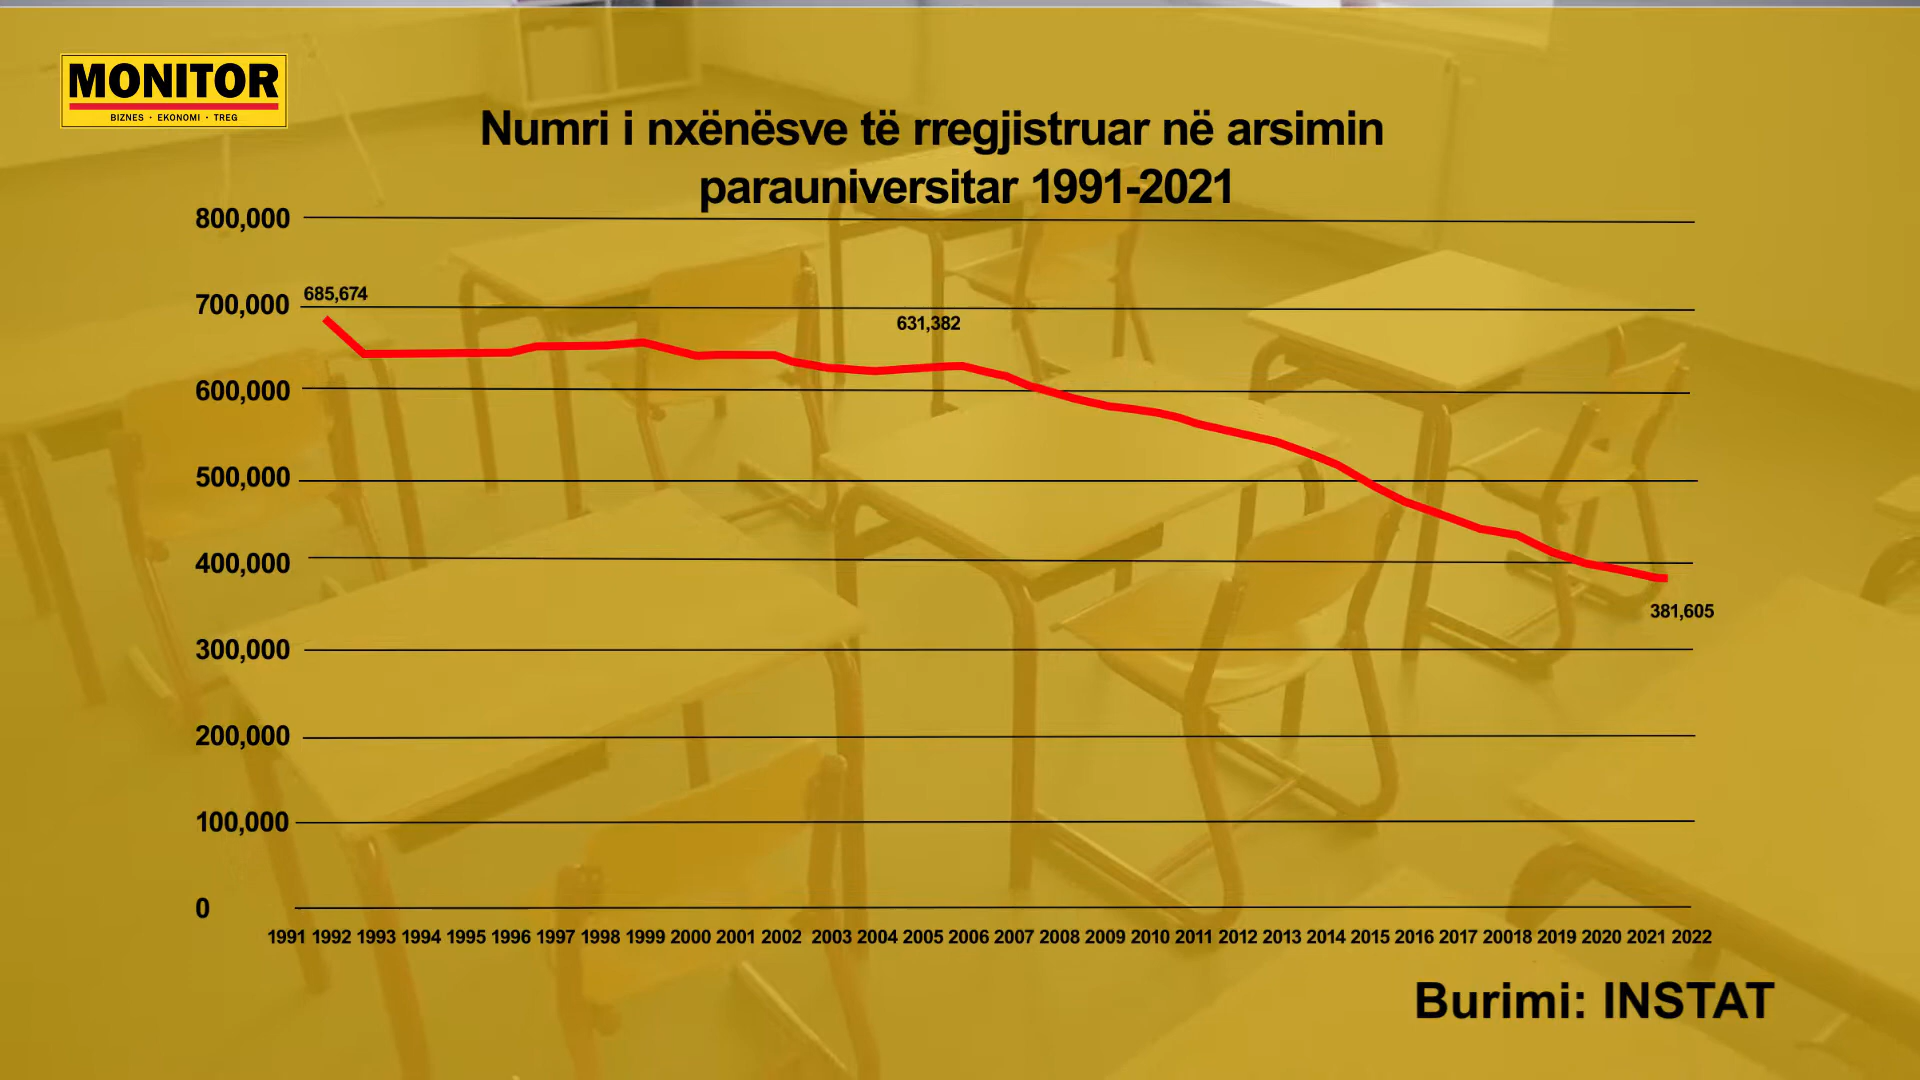 MONITOR
BIZNES · EKONOMI · TREG
Numri i nxënësve të rregjistruar në arsimin
parauniversitar 1991-2021
800,000
685,674
700,000
631,382
600,000
500,000
400,000
381,605
300,000
200,000
100,000
0
1991 1992 1993 1994 1995 1996 1997 1998 1999 2000 2001 2002 2003 2004 2005 2006 2007 2008 2009 2010 2011 2012 2013 2014 2015 2016 2017 20018 2019 2020 2021 2022
Burimi: INSTAT